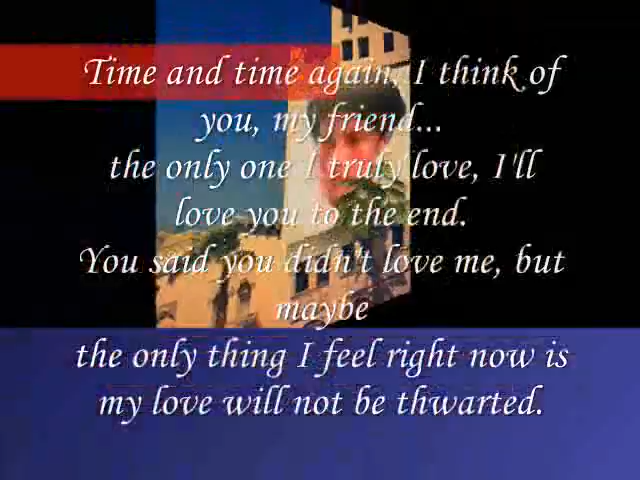 Time and time again, I think of
you, my friend...
the only one I truly love, I'll
love you to the end.
You said you didn't love me, but
maybe
the only thing I feel right now is
my love will not be thwarted.